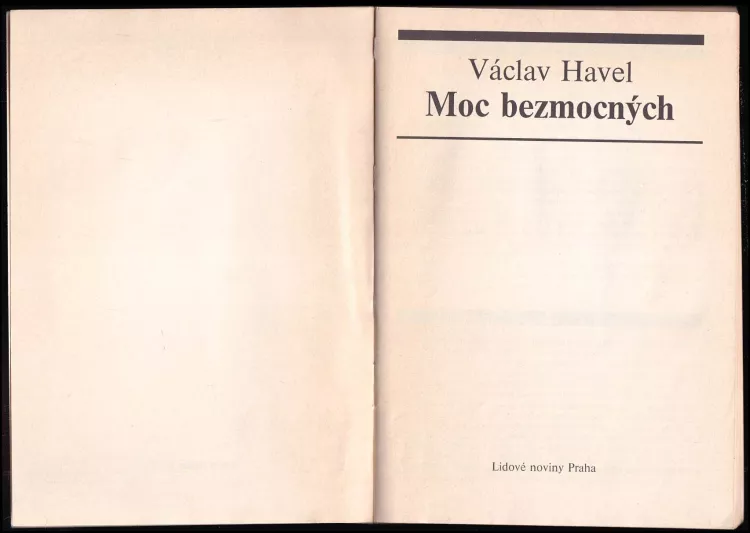 Václav Havel
Moc bezmocných
Lidové noviny Praha